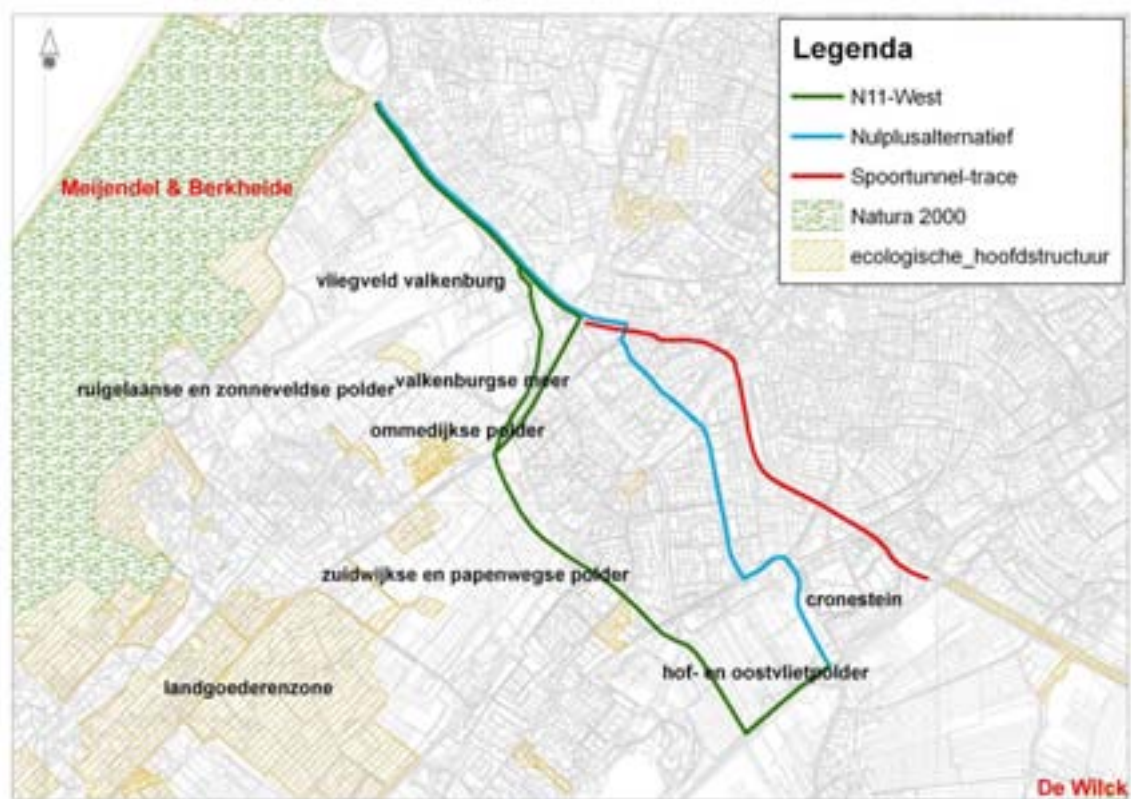 Legenda
N11-West
Nulplusalternatief
Spoortunnel-trace
Natura 2000
ecologische_hoofdstructuur
Meijendel & Berkheide
vliegveld valkenburg
valkenburgse meer
ruigelaanse en zonneveldse polder
ommedijkse polder
zuidwijkse en papenwegse polder
cronestein
hof- en oostvlietpolder
landgoederenzone
De Wilck